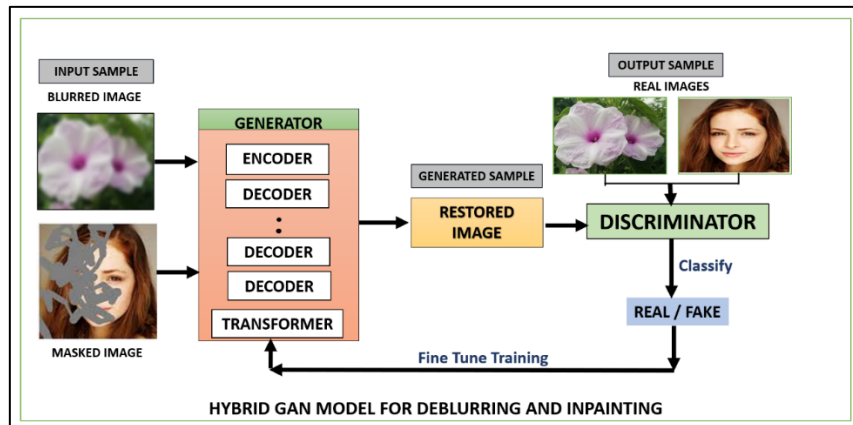 INPUT SAMPLE
BLURRED IMAGE
MASKED IMAGE
GENERATOR
ENCODER
DECODER
:
DECODER
DECODER
TRANSFORMER
GENERATED SAMPLE
RESTORED
IMAGE
OUTPUT SAMPLE
REAL IMAGES
DISCRIMINATOR
Classify
REAL / FAKE
Fine Tune Training
HYBRID GAN MODEL FOR DEBLURRING AND INPAINTING